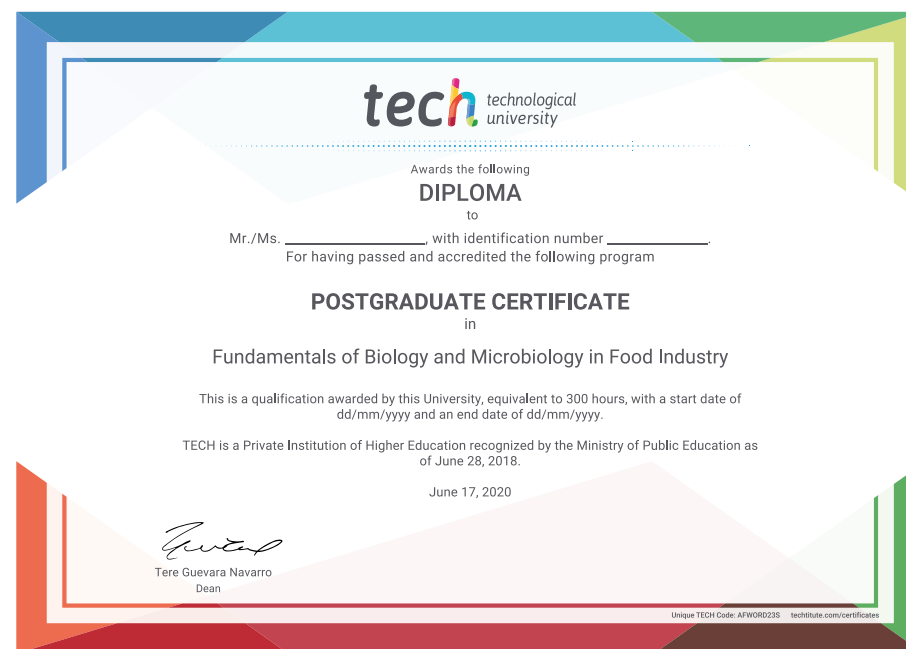 tech technological
university
Awards the following
DIPLOMA
to
Mr./Ms. ____________________, with identification number ______________.
For having passed and accredited the following program
POSTGRADUATE CERTIFICATE
in
Fundamentals of Biology and Microbiology in Food Industry
This is a qualification awarded by this University, equivalent to 300 hours, with a start date of
dd/mm/yyyy and an end date of dd/mm/yyyy.
TECH is a Private Institution of Higher Education recognized by the Ministry of Public Education as
of June 28, 2018.
June 17, 2020
Tere Guevara Navarro
Dean
Unique TECH Code: AFWORD23S techtitute.com/certificates